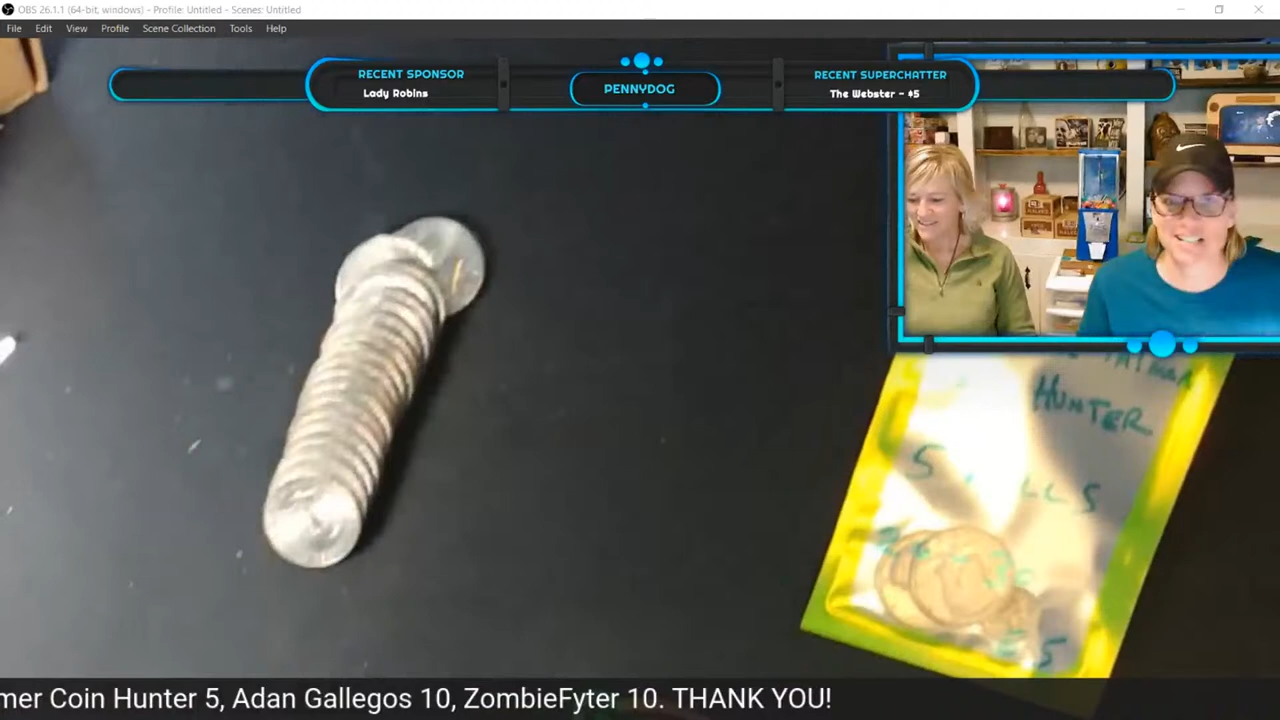 OBS 26.1.1 (64-bit, windows) - Profile: Untitled - Scenes: Untitled
File Edit View Profile Scene Collection Tools Help
RECENT SPONSOR
Lady Robins
PENNYDOG
RECENT SUPERCHATTER
The Webster - $5
HUNTER
5
mer Coin Hunter 5, Adan Gallegos 10, ZombieFyter 10. THANK YOU!